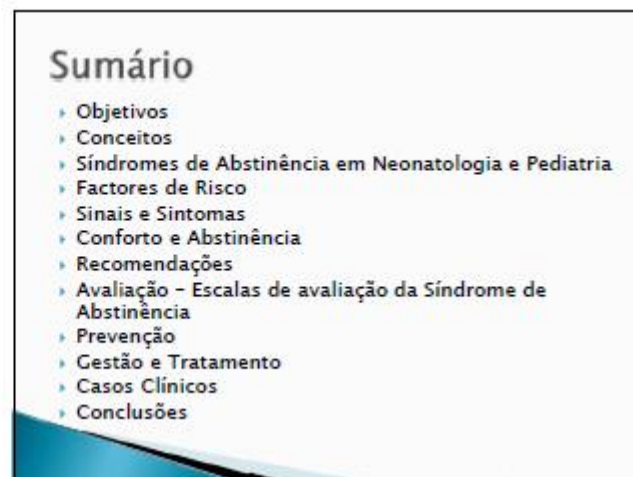 Sumário
Objetivos
Conceitos
Síndromes de Abstinência em Neonatologia e Pediatria
Factores de Risco
Sinais e Sintomas
Conforto e Abstinência
Recomendações
Avaliação – Escalas de avaliação da Síndrome de
Abstinência
Prevenção
Gestão e Tratamento
Casos Clínicos
Conclusões